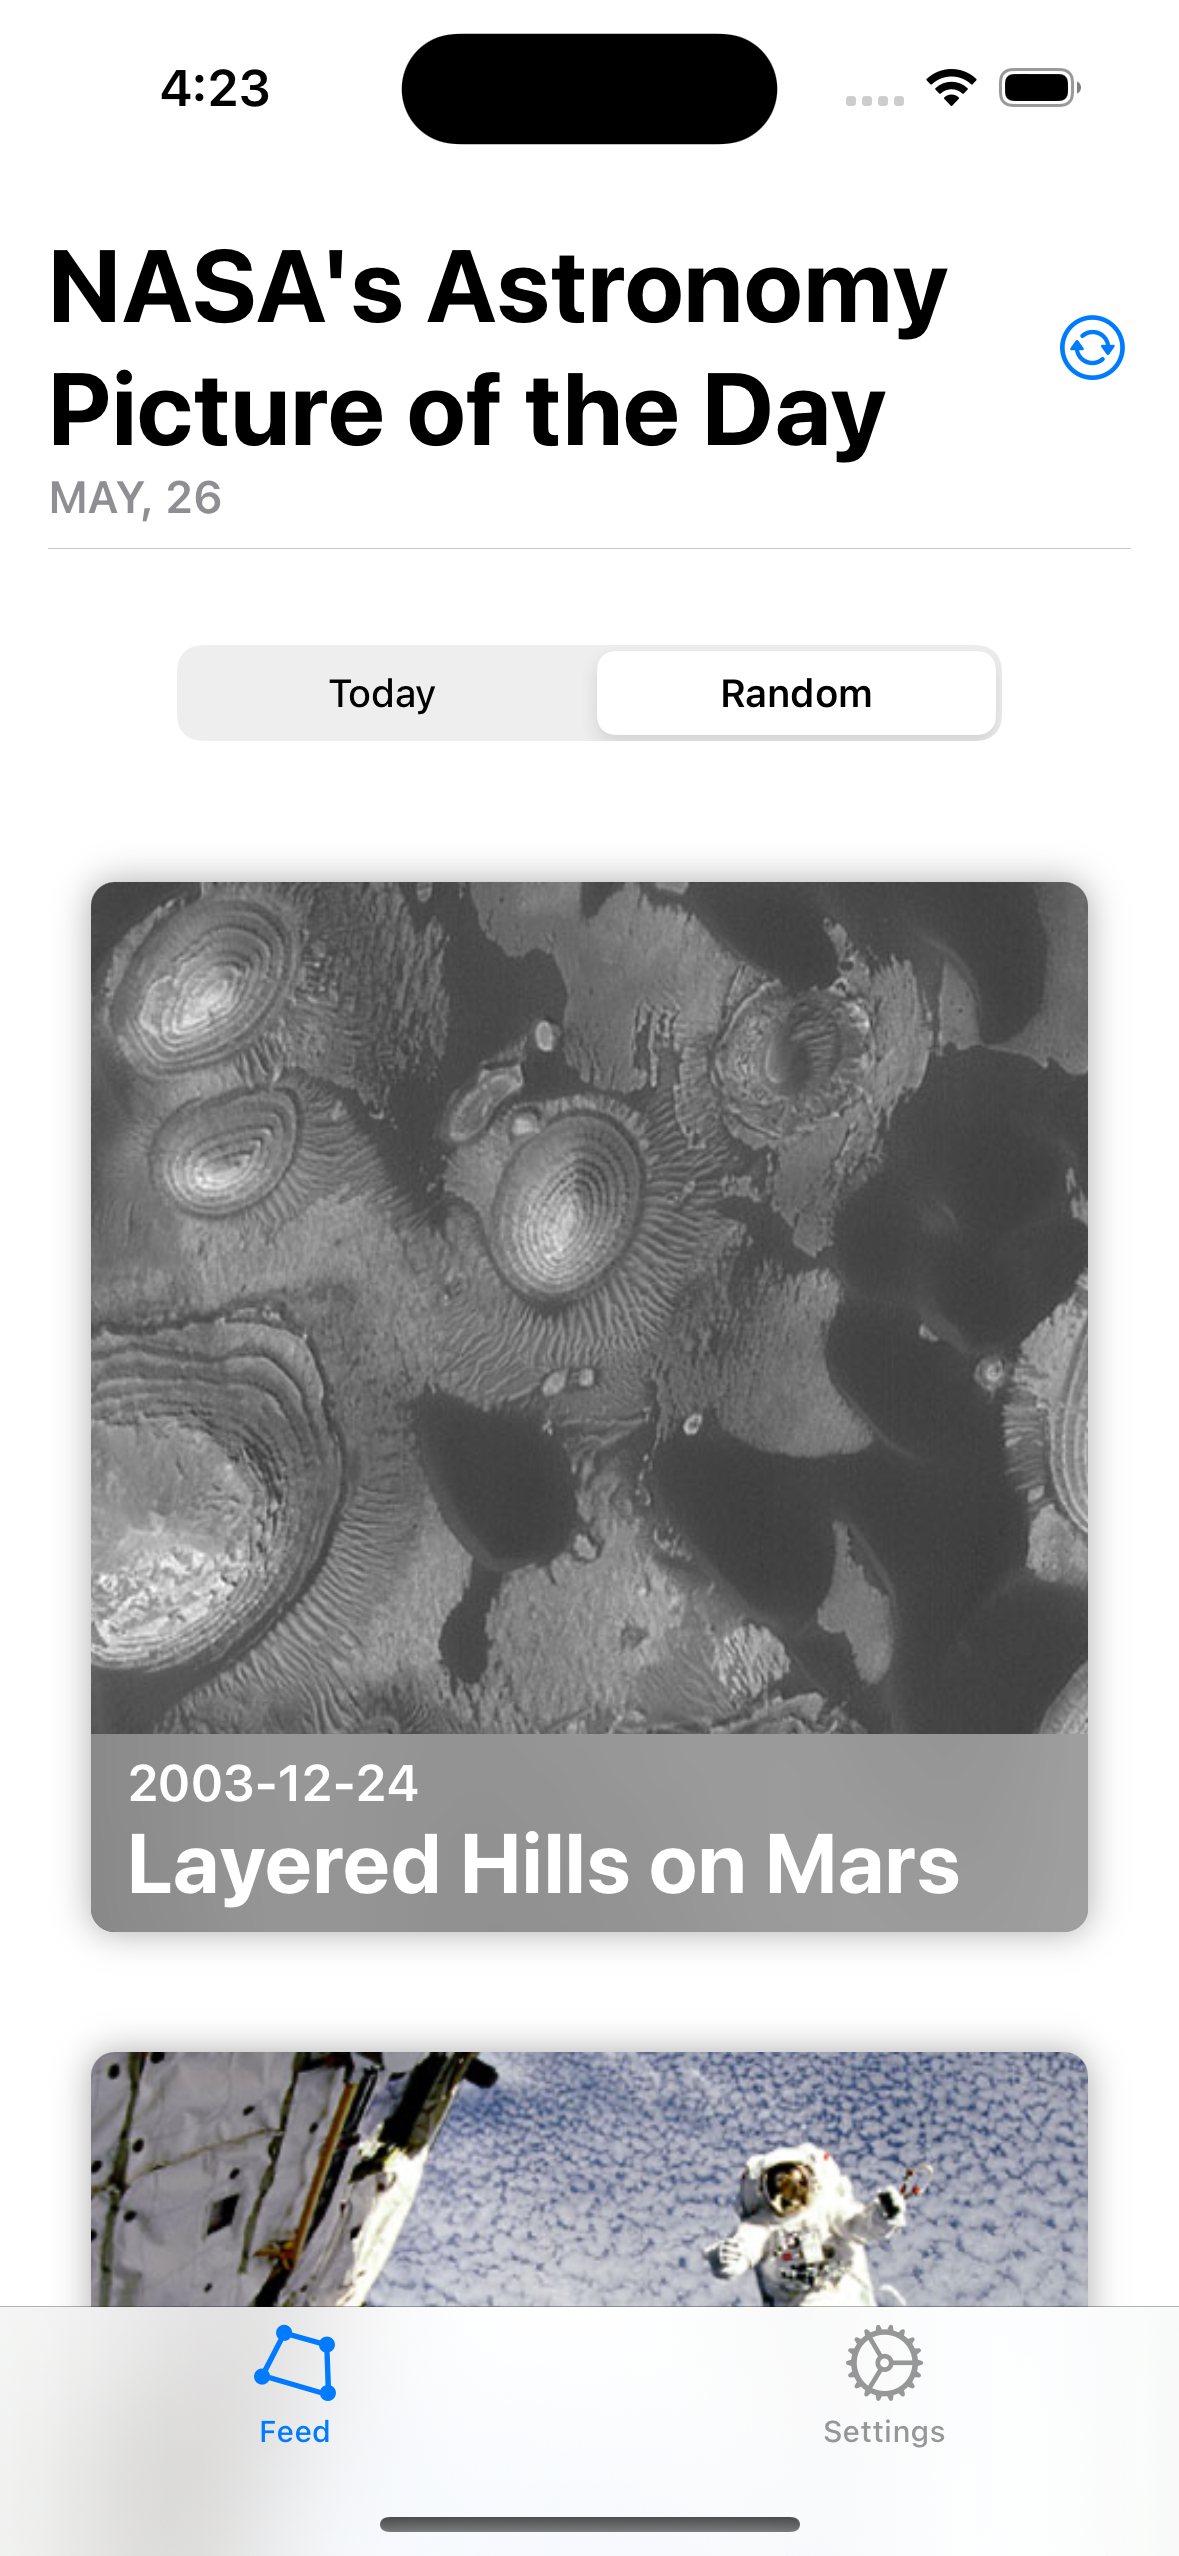 4:23
NASA's Astronomy
Picture of the Day
MAY, 26
Today
Random
2003-12-24
Layered Hills on Mars
Feed
Settings